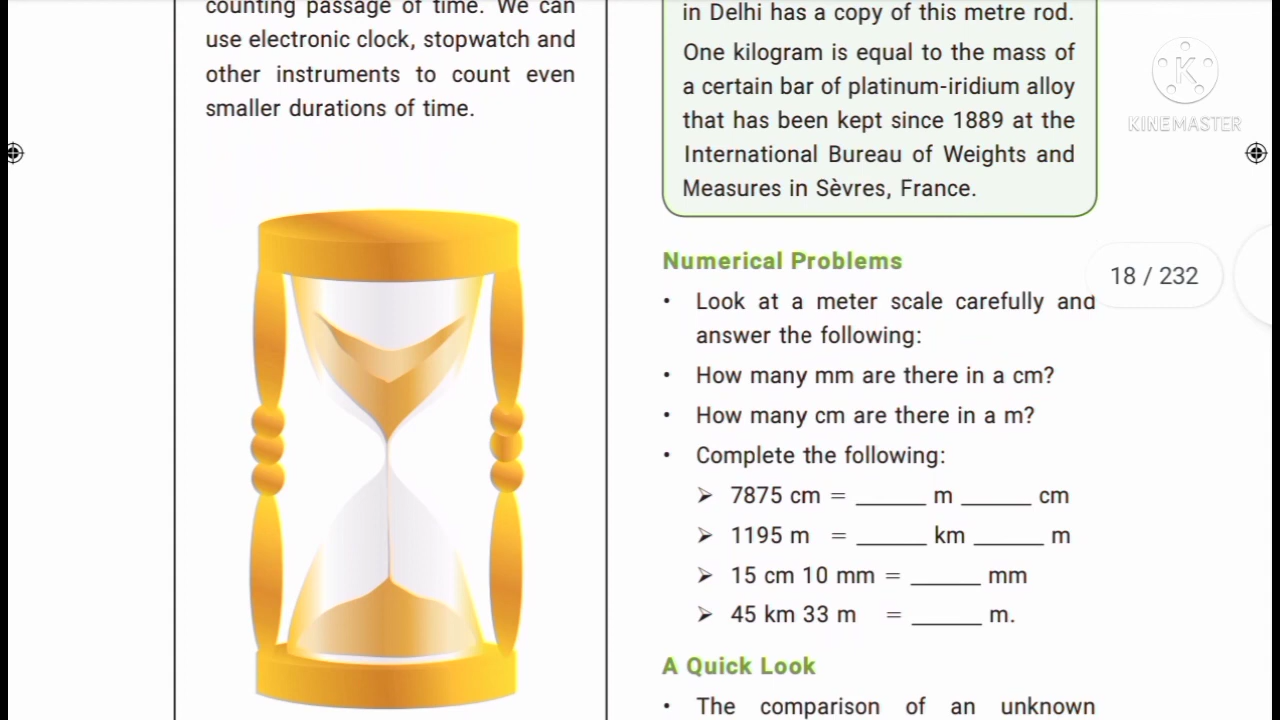 counting passage of time. We can
use electronic clock, stopwatch and
other instruments to count even
smaller durations of time.
in Delhi has a copy of this metre rod.
One kilogram is equal to the mass of
a certain bar of platinum-iridium alloy
that has been kept since 1889 at the
International Bureau of Weights and
Measures in Sèvres, France.
K
KINEMASTER
Numerical Problems
18 / 232
• Look at a meter scale carefully and
answer the following:
• How many mm are there in a cm?
• How many cm are there in a m?
• Complete the following:
➢ 7875 cm = ______ m ______ cm
➢ 1195 m = ______ km ______ m
➢ 15 cm 10 mm = ______ mm
➢ 45 km 33 m = ______ m.
A Quick Look
• The comparison of an unknown